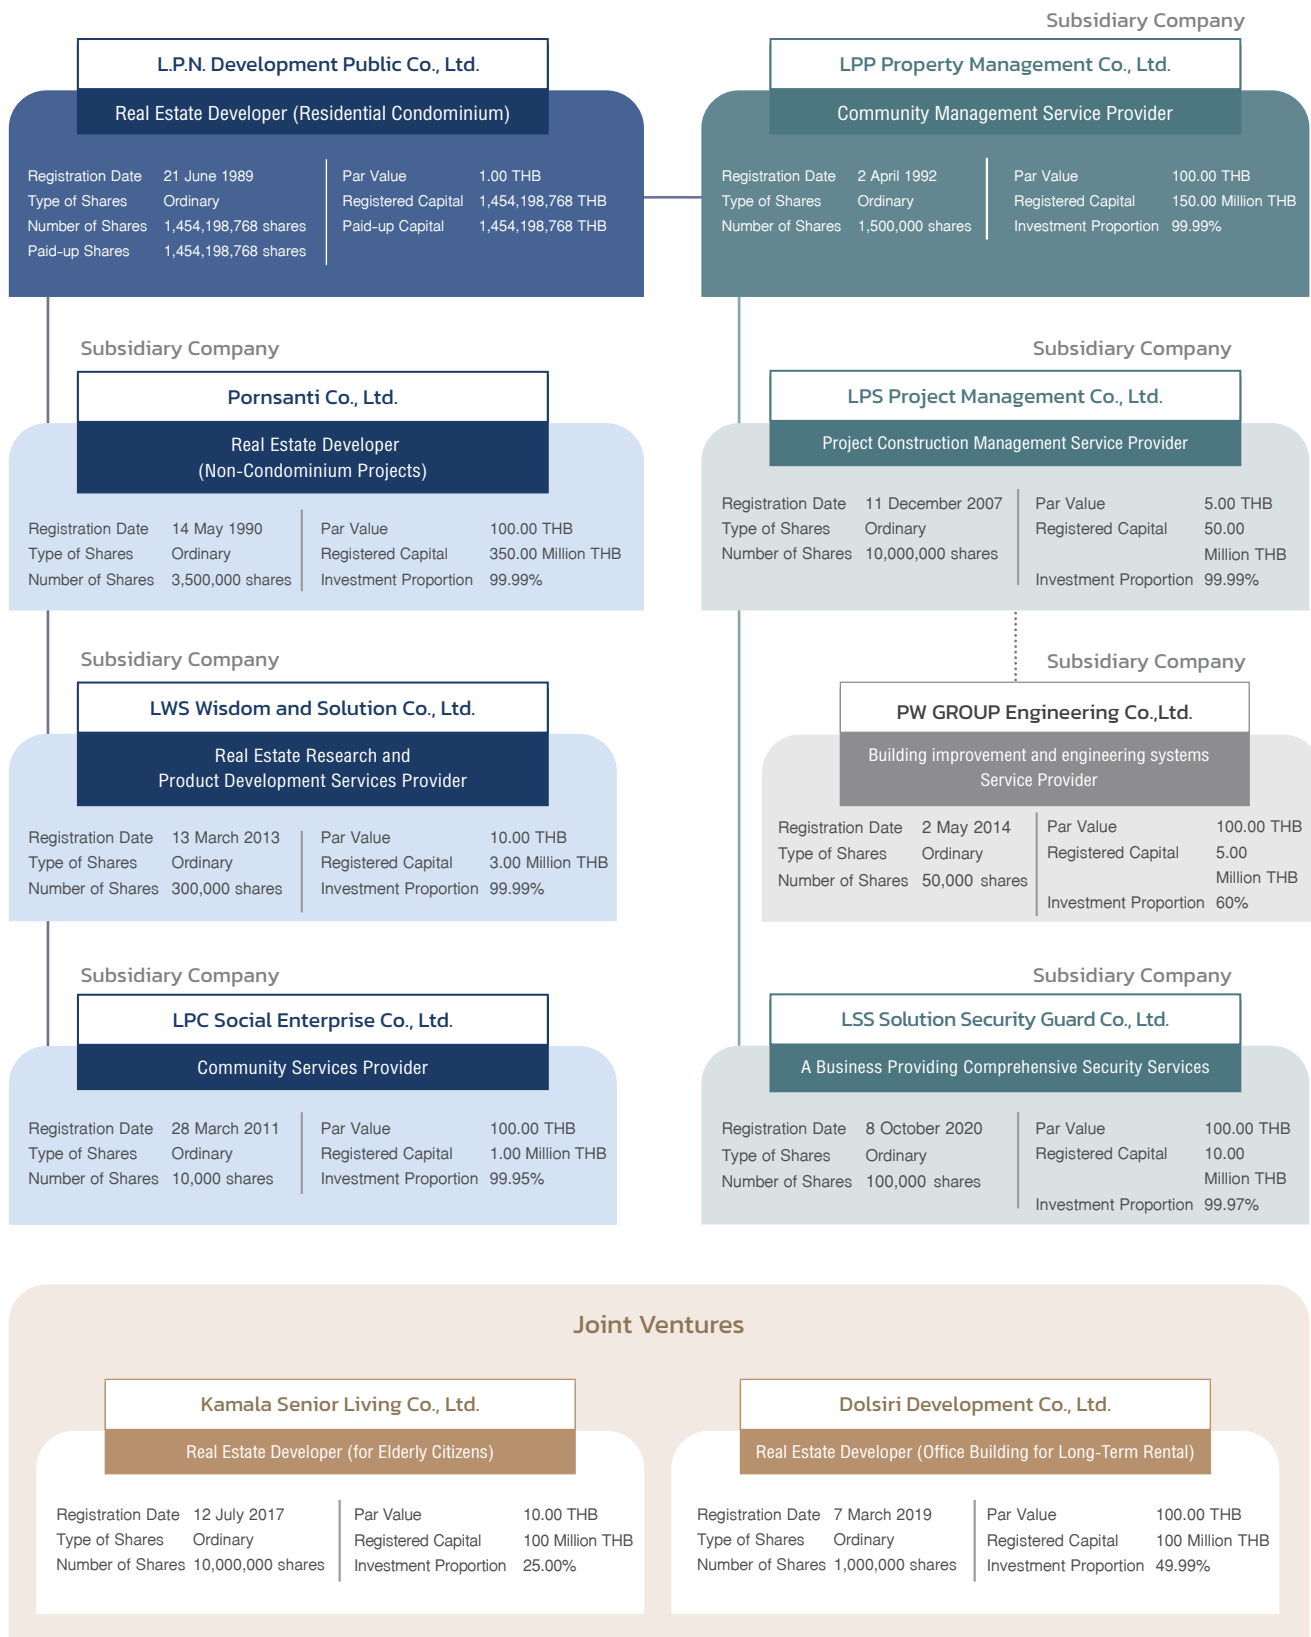 L.P.N. Development Public Co., Ltd.
Real Estate Developer (Residential Condominium)
Registration Date 21 June 1989
Type of Shares Ordinary
Number of Shares 1,454,198,768 shares
Paid-up Shares 1,454,198,768 shares
Par Value 1.00 THB
Registered Capital 1,454,198,768 THB
Paid-up Capital 1,454,198,768 THB
Subsidiary Company
LPP Property Management Co., Ltd.
Community Management Service Provider
Registration Date 2 April 1992
Type of Shares Ordinary
Number of Shares 1,500,000 shares
Par Value 100.00 THB
Registered Capital 150.00 Million THB
Investment Proportion 99.99%
Subsidiary Company
Pornsanti Co., Ltd.
Real Estate Developer
(Non-Condominium Projects)
Registration Date 14 May 1990
Type of Shares Ordinary
Number of Shares 3,500,000 shares
Par Value 100.00 THB
Registered Capital 350.00 Million THB
Investment Proportion 99.99%
Subsidiary Company
LPS Project Management Co., Ltd.
Project Construction Management Service Provider
Registration Date 11 December 2007
Type of Shares Ordinary
Number of Shares 10,000,000 shares
Par Value 5.00 THB
Registered Capital 50.00
Million THB
Investment Proportion 99.99%
Subsidiary Company
LWS Wisdom and Solution Co., Ltd.
Real Estate Research and
Product Development Services Provider
Registration Date 13 March 2013
Type of Shares Ordinary
Number of Shares 300,000 shares
Par Value 10.00 THB
Registered Capital 3.00 Million THB
Investment Proportion 99.99%
Subsidiary Company
PW GROUP Engineering Co.,Ltd.
Building improvement and engineering systems
Service Provider
Registration Date 2 May 2014
Type of Shares Ordinary
Number of Shares 50,000 shares
Par Value 100.00 THB
Registered Capital 5.00
Million THB
Investment Proportion 60%
Subsidiary Company
LPC Social Enterprise Co., Ltd.
Community Services Provider
Registration Date 28 March 2011
Type of Shares Ordinary
Number of Shares 10,000 shares
Par Value 100.00 THB
Registered Capital 1.00 Million THB
Investment Proportion 99.95%
Subsidiary Company
LSS Solution Security Guard Co., Ltd.
A Business Providing Comprehensive Security Services
Registration Date 8 October 2020
Type of Shares Ordinary
Number of Shares 100,000 shares
Par Value 100.00 THB
Registered Capital 10.00
Million THB
Investment Proportion 99.97%
Joint Ventures
Kamala Senior Living Co., Ltd.
Real Estate Developer (for Elderly Citizens)
Registration Date 12 July 2017
Type of Shares Ordinary
Number of Shares 10,000,000 shares
Par Value 10.00 THB
Registered Capital 100 Million THB
Investment Proportion 25.00%
Dolsiri Development Co., Ltd.
Real Estate Developer (Office Building for Long-Term Rental)
Registration Date 7 March 2019
Type of Shares Ordinary
Number of Shares 1,000,000 shares
Par Value 100.00 THB
Registered Capital 100 Million THB
Investment Proportion 49.99%